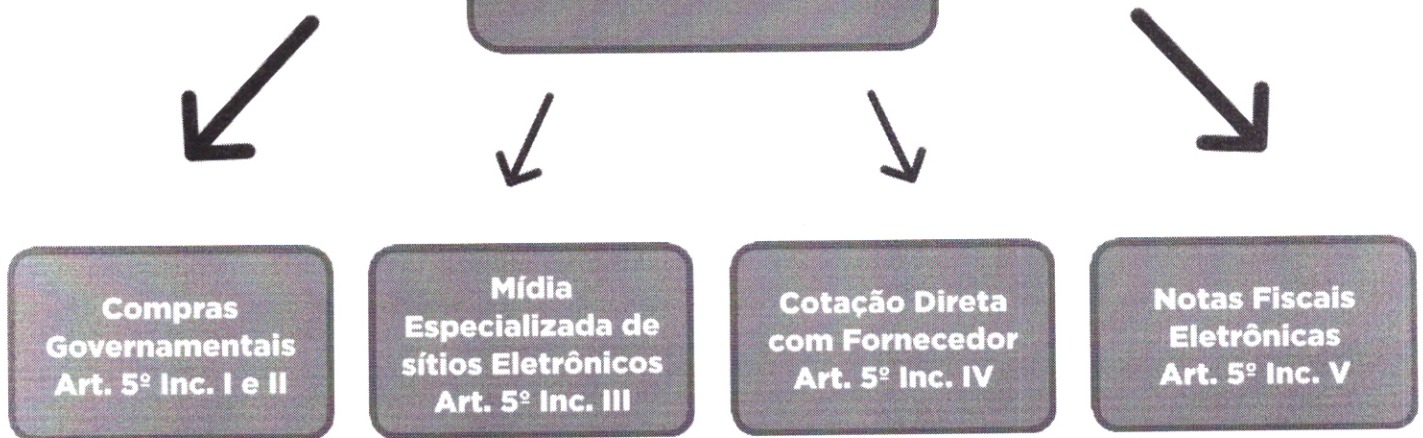 Compras
Governamentais
Art. 5º Inc. I e II
Mídia
Especializada de
sítios Eletrônicos
Art. 5º Inc. III
Cotação Direta
com Fornecedor
Art. 5º Inc. IV
Notas Fiscais
Eletrônicas
Art. 5º Inc. V